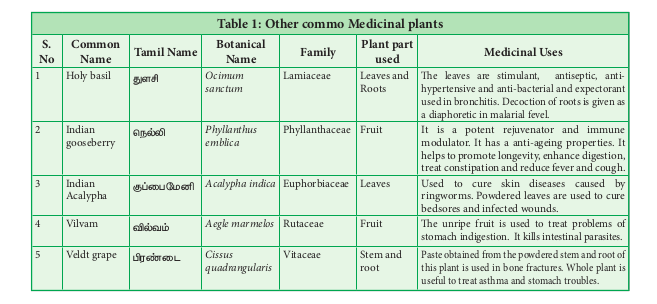 Table 1: Other commo Medicinal plants
S. No | Common Name | Tamil Name | Botanical Name | Family | Plant part used | Medicinal Uses
1 | Holy basil | துளசி | Ocimum sanctum | Lamiaceae | Leaves and Roots | The leaves are stimulant, antiseptic, anti-
hypertensive and anti-bacterial and expectorant
used in bronchitis. Decoction of roots is given as
a diaphoretic in malarial fevel.
2 | Indian gooseberry | நெல்லி | Phyllanthus emblica | Phyllanthaceae | Fruit | It is a potent rejuvenator and immune
modulator. It has a anti-ageing properties. It
helps to promote longevity, enhance digestion,
treat constipation and reduce fever and cough.
3 | Indian Acalypha | குப்பைமேனி | Acalypha indica | Euphorbiaceae | Leaves | Used to cure skin diseases caused by
ringworms. Powdered leaves are used to cure
bedsores and infected wounds.
4 | Vilvam | வில்வம் | Aegle marmelos | Rutaceae | Fruit | The unripe fruit is used to treat problems of
stomach indigestion. It kills intestinal parasites.
5 | Veldt grape | பிரண்டை | Cissus quadrangularis | Vitaceae | Stem and root | Paste obtained from the powdered stem and root of
this plant is used in bone fractures. Whole plant is
useful to treat asthma and stomach troubles.